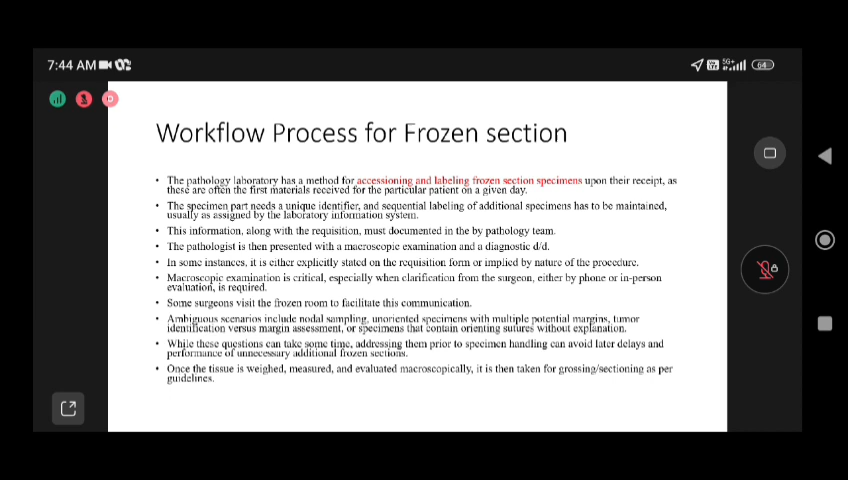 7:44 AM
5G+
64
Workflow Process for Frozen section
• The pathology laboratory has a method for accessioning and labeling frozen section specimens upon their receipt, as
these are often the first materials received for the particular patient on a given day.
• The specimen part needs a unique identifier, and sequential labeling of additional specimens has to be maintained,
usually as assigned by the laboratory information system.
• This information, along with the requisition, must documented in the by pathology team.
• The pathologist is then presented with a macroscopic examination and a diagnostic d/d.
• In some instances, it is either explicitly stated on the requisition form or implied by nature of the procedure.
• Macroscopic examination is critical, especially when clarification from the surgeon, either by phone or in-person
evaluation, is required.
• Some surgeons visit the frozen room to facilitate this communication.
• Ambiguous scenarios include nodal sampling, unoriented specimens with multiple potential margins, tumor
identification versus margin assessment, or specimens that contain orienting sutures without explanation.
• While these questions can take some time, addressing them prior to specimen handling can avoid later delays and
performance of unnecessary additional frozen sections.
• Once the tissue is weighed, measured, and evaluated macroscopically, it is then taken for grossing/sectioning as per
guidelines.